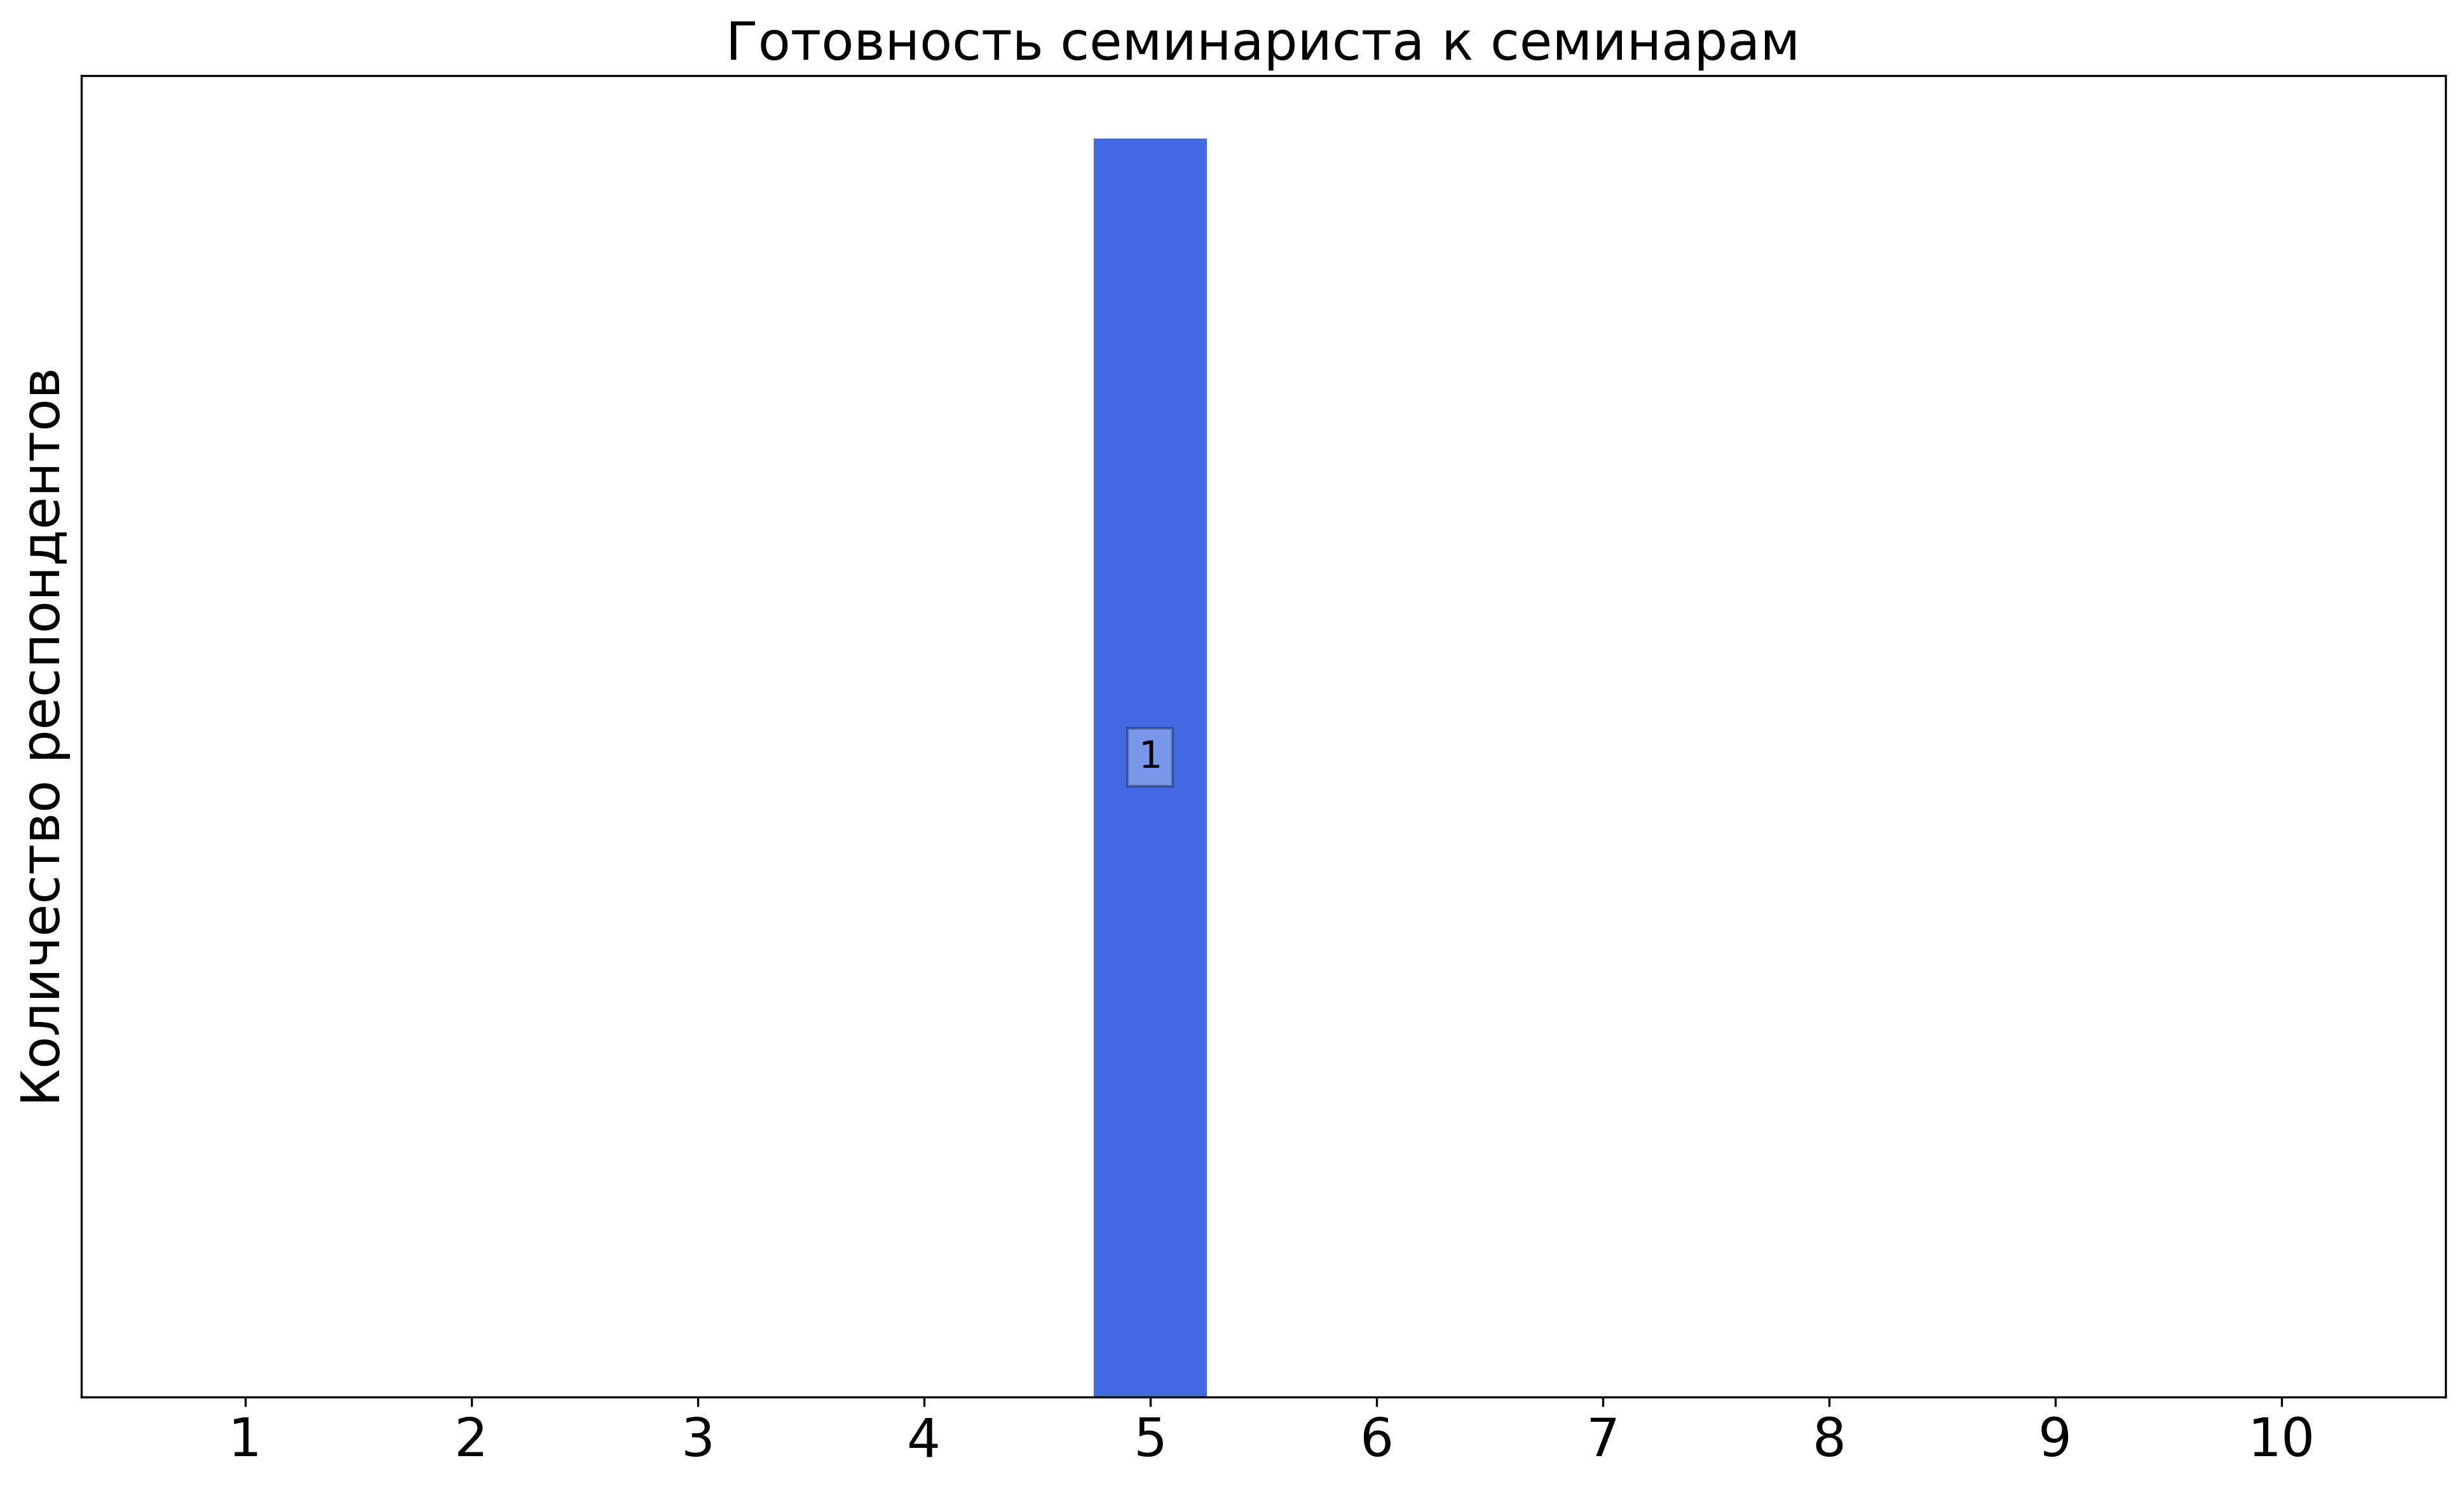 Готовность семинариста к семинарам
Количество респондентов
1
1 2 3 4 5 6 7 8 9 10